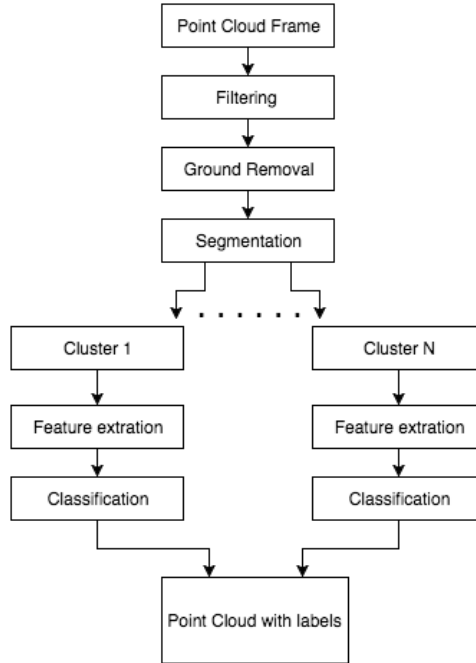 Point Cloud Frame
Filtering
Ground Removal
Segmentation
. . . . . .
Cluster 1
Cluster N
Feature extration
Feature extration
Classification
Classification
Point Cloud with labels